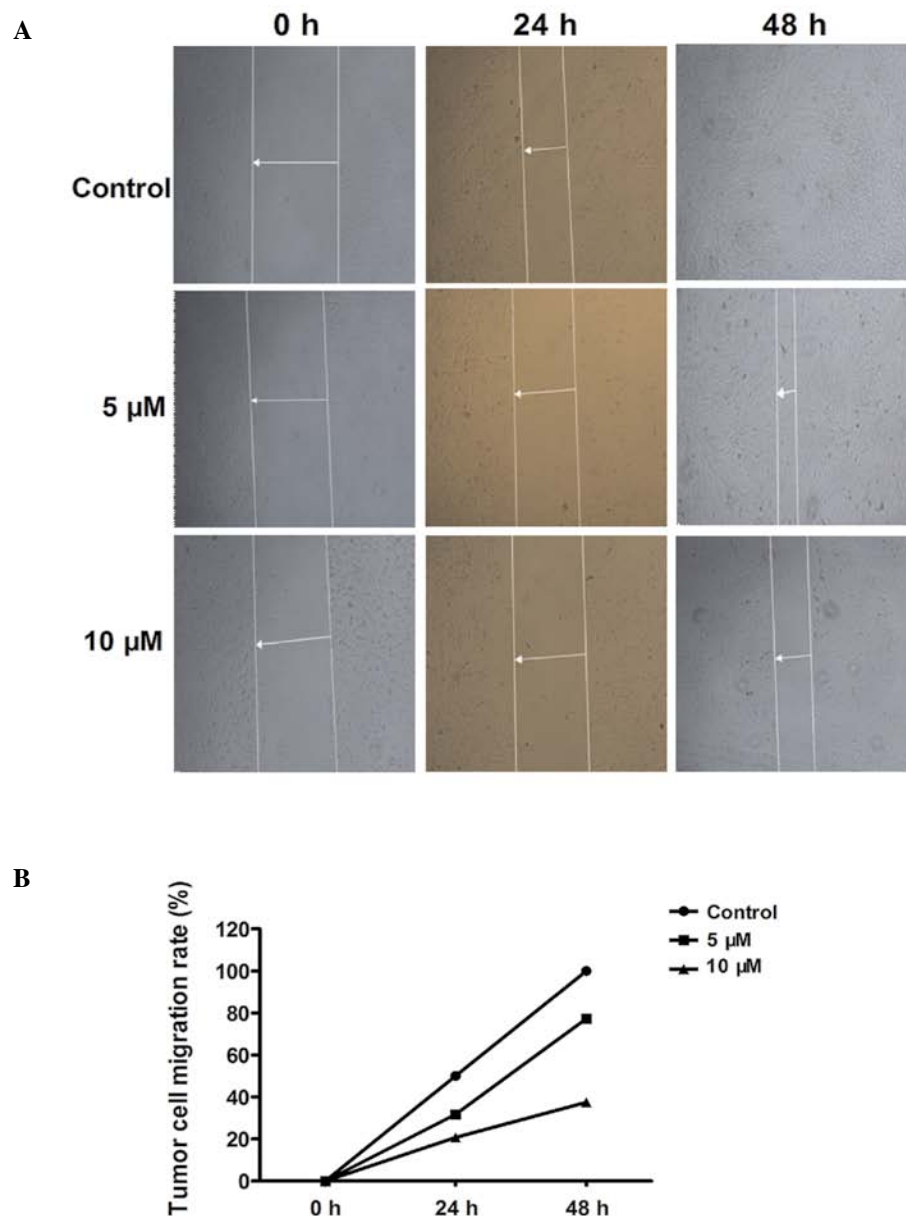 A
0 h 24 h 48 h
Control
5 µM
10 µM
B
Tumor cell migration rate (%)
120
100
80
60
40
20
0
0 h 24 h 48 h
Control
5 µM
10 µM